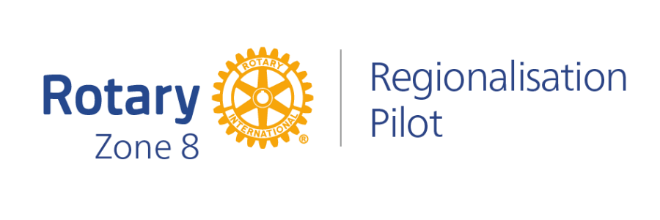 Rotary
Zone 8
ROTARY
INTERNATIONAL
®
Regionalisation
Pilot